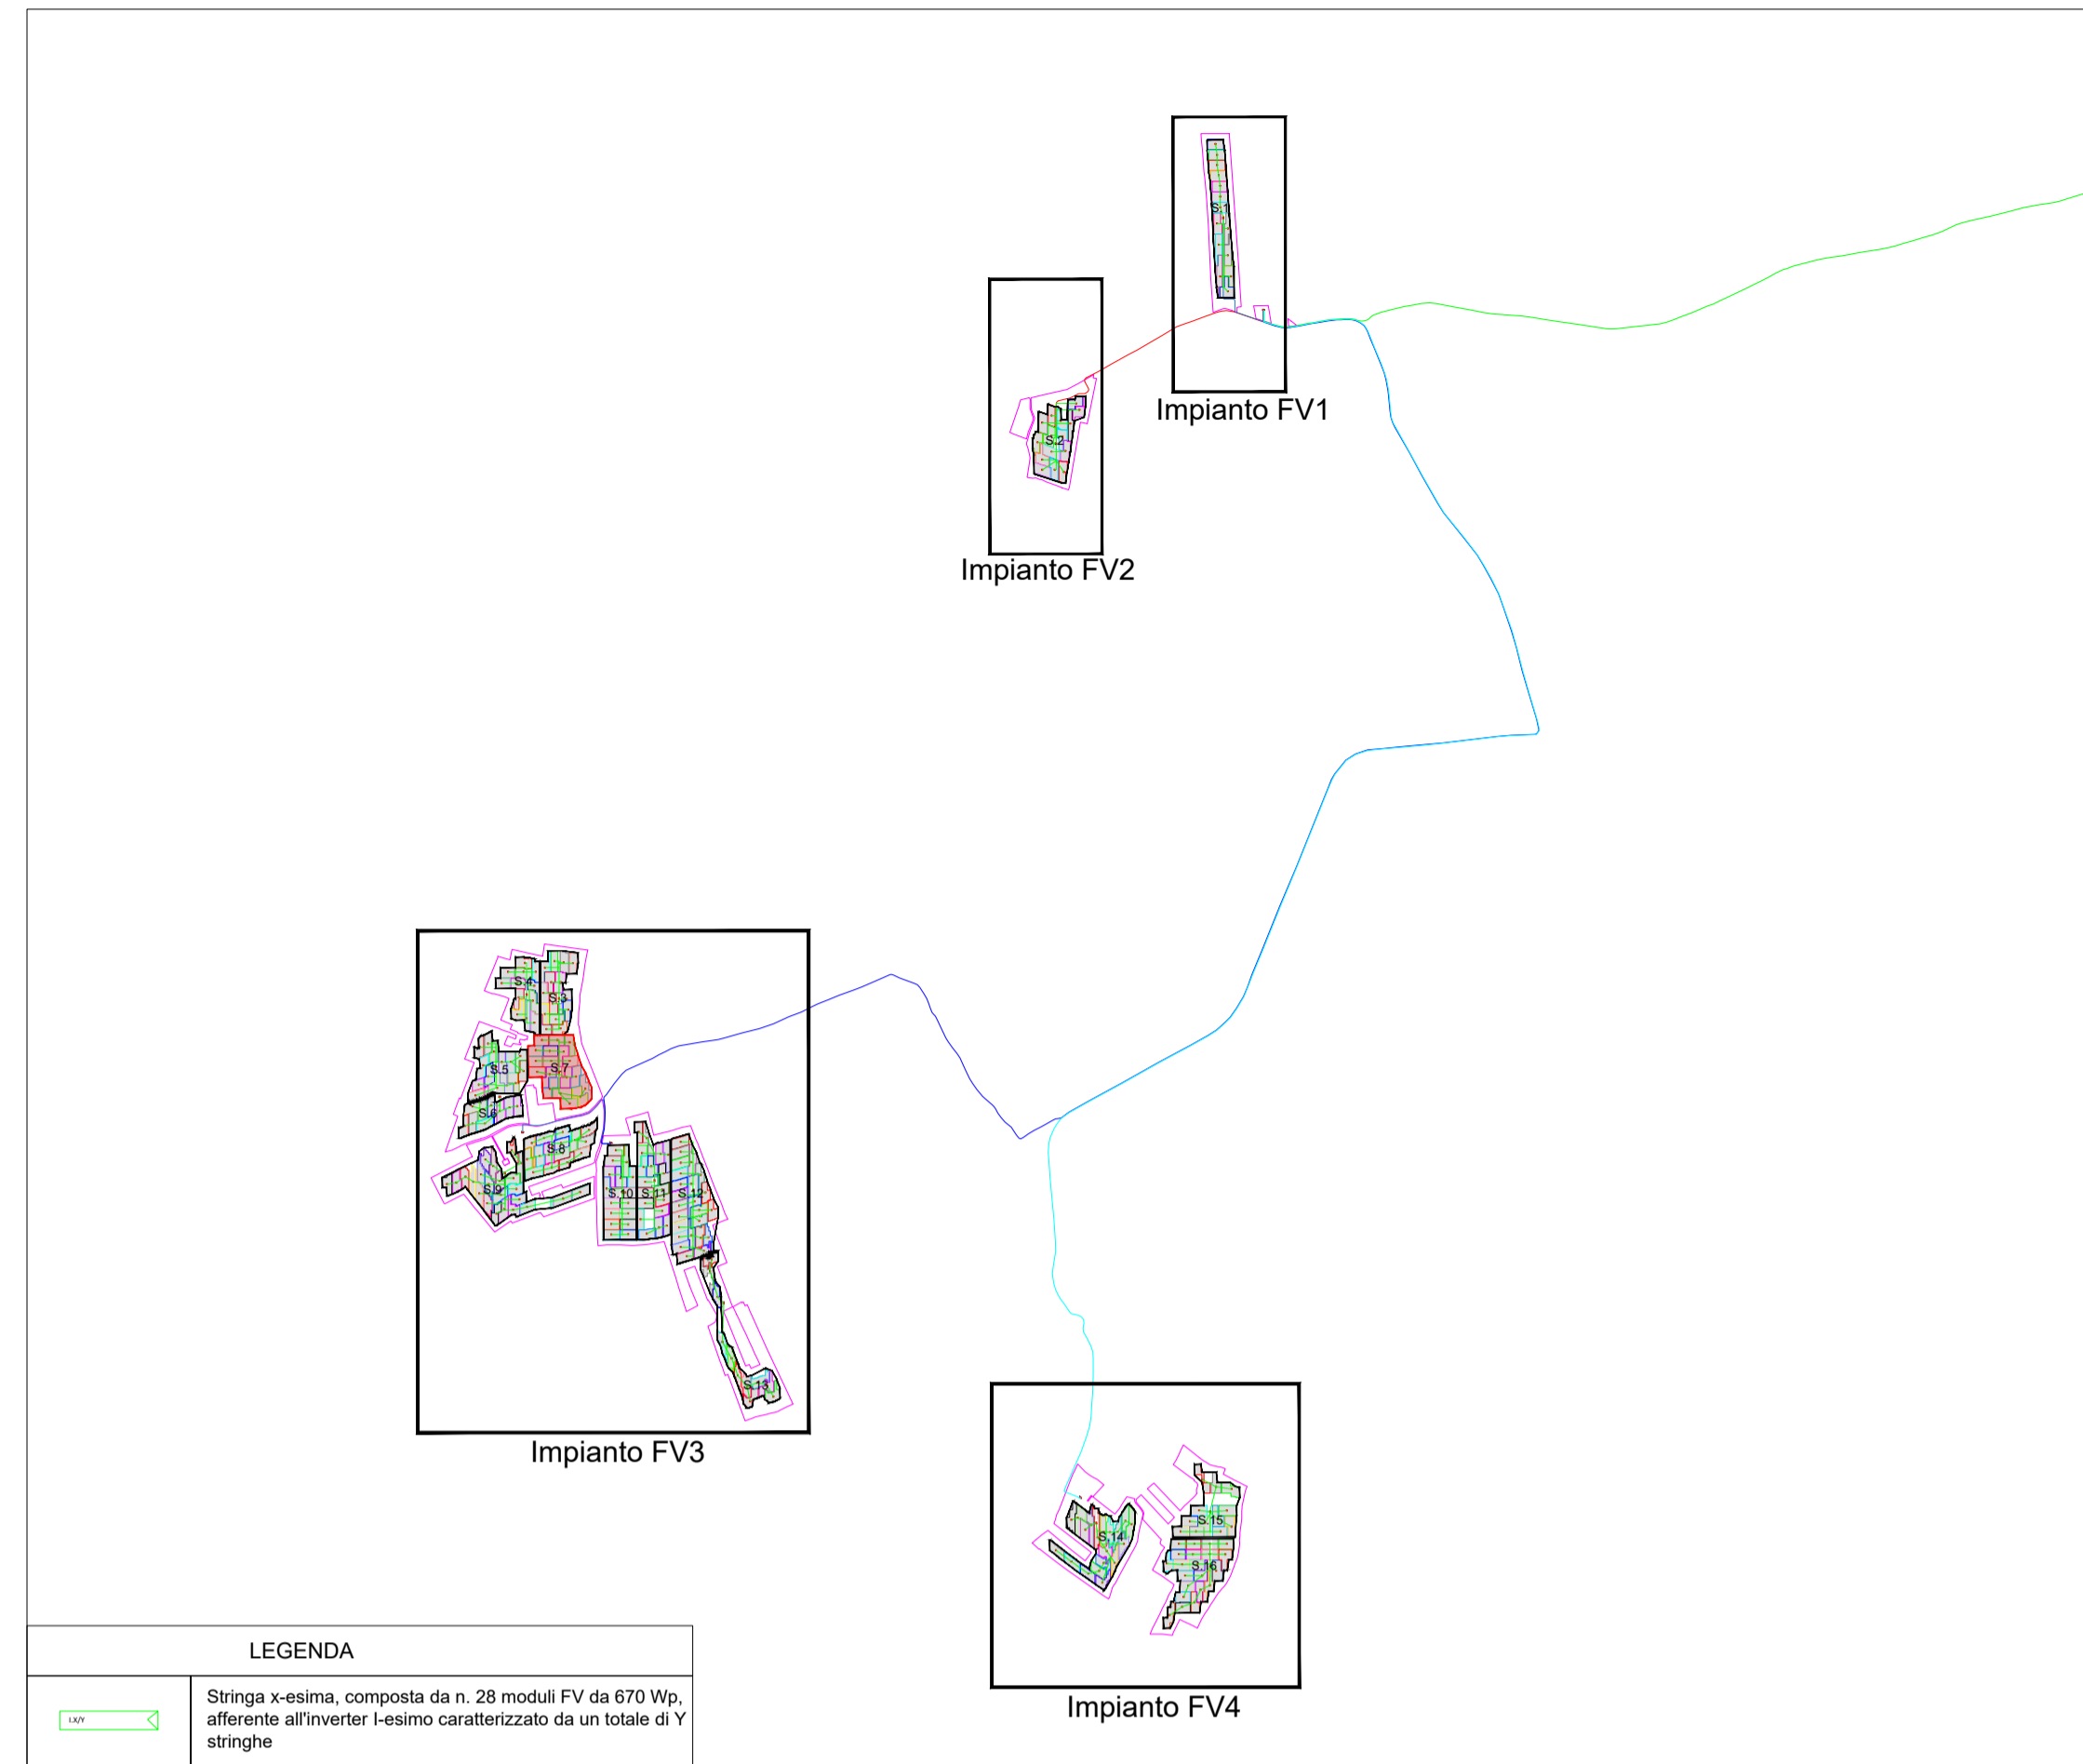 S.1
Impianto FV1
S.2
Impianto FV2
S.4
S.3
S.5
S.7
S.6
S.8
S.9
S.10
S.11
S.12
S.13
Impianto FV3
S.14
S.15
S.16
Impianto FV4
LEGENDA
I.X/Y
Stringa x-esima, composta da n. 28 moduli FV da 670 Wp,
afferente all'inverter I-esimo caratterizzato da un totale di Y
stringhe